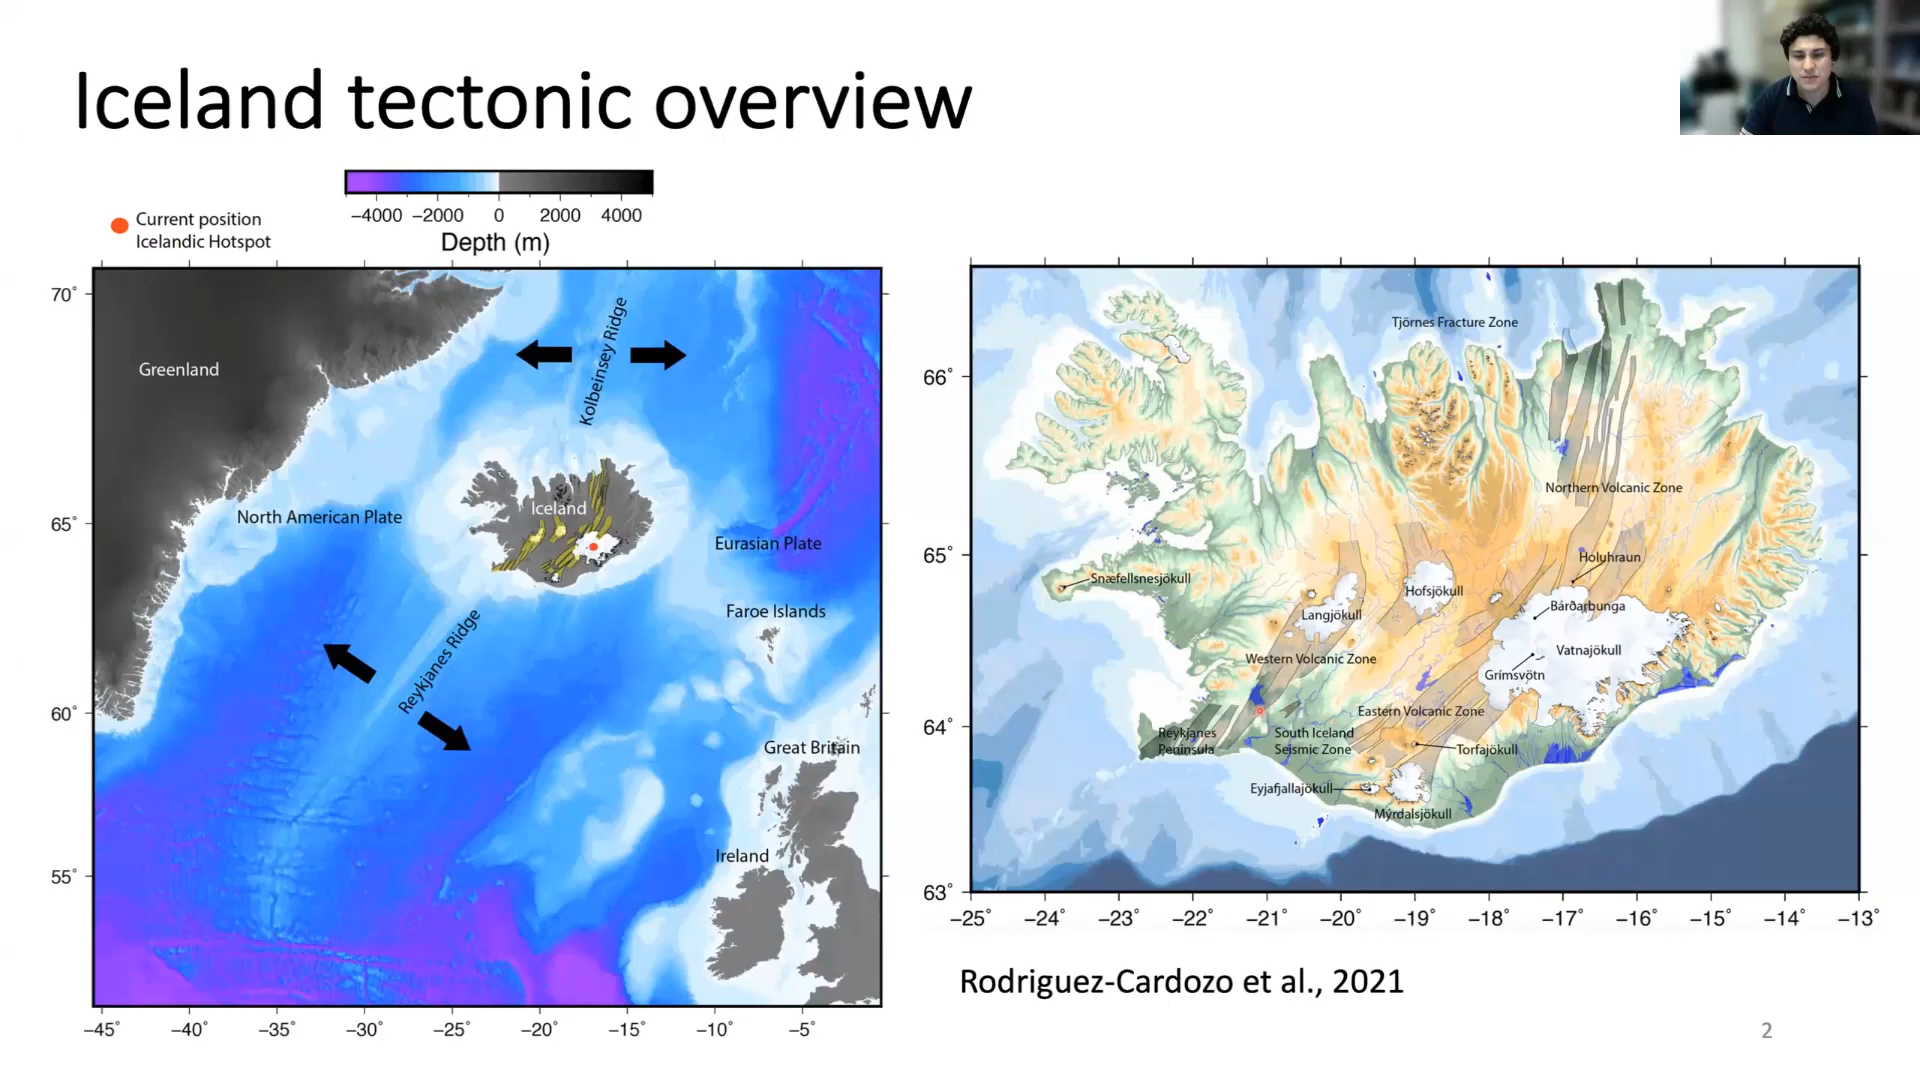 Iceland tectonic overview
−4000 −2000 0 2000 4000
Depth (m)
Current position
Icelandic Hotspot
70°
65°
60°
55°
−45° −40° −35° −30° −25° −20° −15° −10° −5°
Greenland
Kolbeinsey Ridge
North American Plate
Iceland
Eurasian Plate
Faroe Islands
Reykjanes Ridge
Great Britain
Ireland
66°
65°
64°
63°
−25° −24° −23° −22° −21° −20° −19° −18° −17° −16° −15° −14° −13°
Tjörnes Fracture Zone
Northern Volcanic Zone
Holuhraun
Snæfellsnesjökull
Hofsjökull
Langjökull
Bárðarbunga
Vatnajökull
Western Volcanic Zone
Grímsvötn
Eastern Volcanic Zone
Reykjanes
Peninsula
South Iceland
Seismic Zone
Torfajökull
Eyjafjallajökull
Mýrdalsjökull
Rodriguez-Cardozo et al., 2021
2